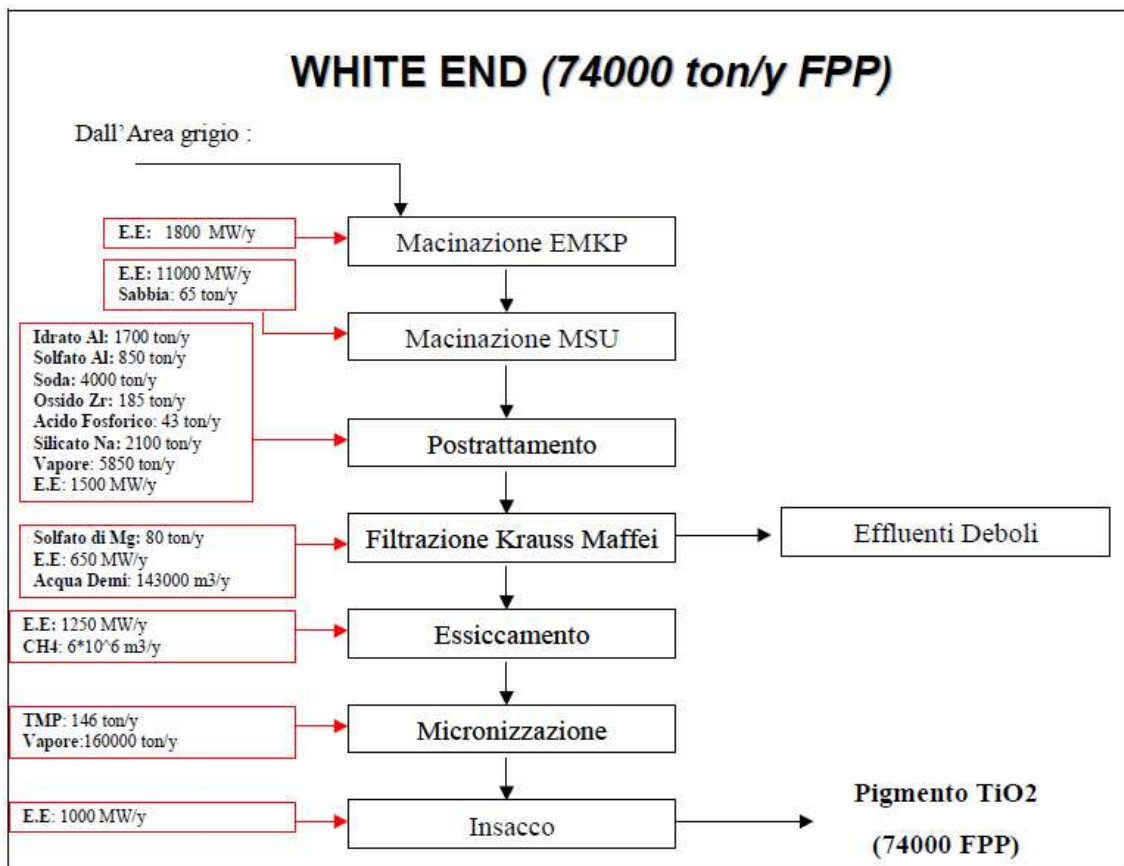 WHITE END (74000 ton/y FPP)
Dall’Area grigio :
E.E: 1800 MW/y
Macinazione EMKP
E.E: 11000 MW/y
Sabbia: 65 ton/y
Macinazione MSU
Idrato Al: 1700 ton/y
Solfato Al: 850 ton/y
Soda: 4000 ton/y
Ossido Zr: 185 ton/y
Acido Fosforico: 43 ton/y
Silicato Na: 2100 ton/y
Vapore: 5850 ton/y
E.E: 1500 MW/y
Postrattamento
Solfato di Mg: 80 ton/y
E.E: 650 MW/y
Acqua Demi: 143000 m3/y
Filtrazione Krauss Maffei
Effluenti Deboli
E.E: 1250 MW/y
CH4: 6*10^6 m3/y
Essiccamento
TMP: 146 ton/y
Vapore:160000 ton/y
Micronizzazione
E.E: 1000 MW/y
Insacco
Pigmento TiO2
(74000 FPP)